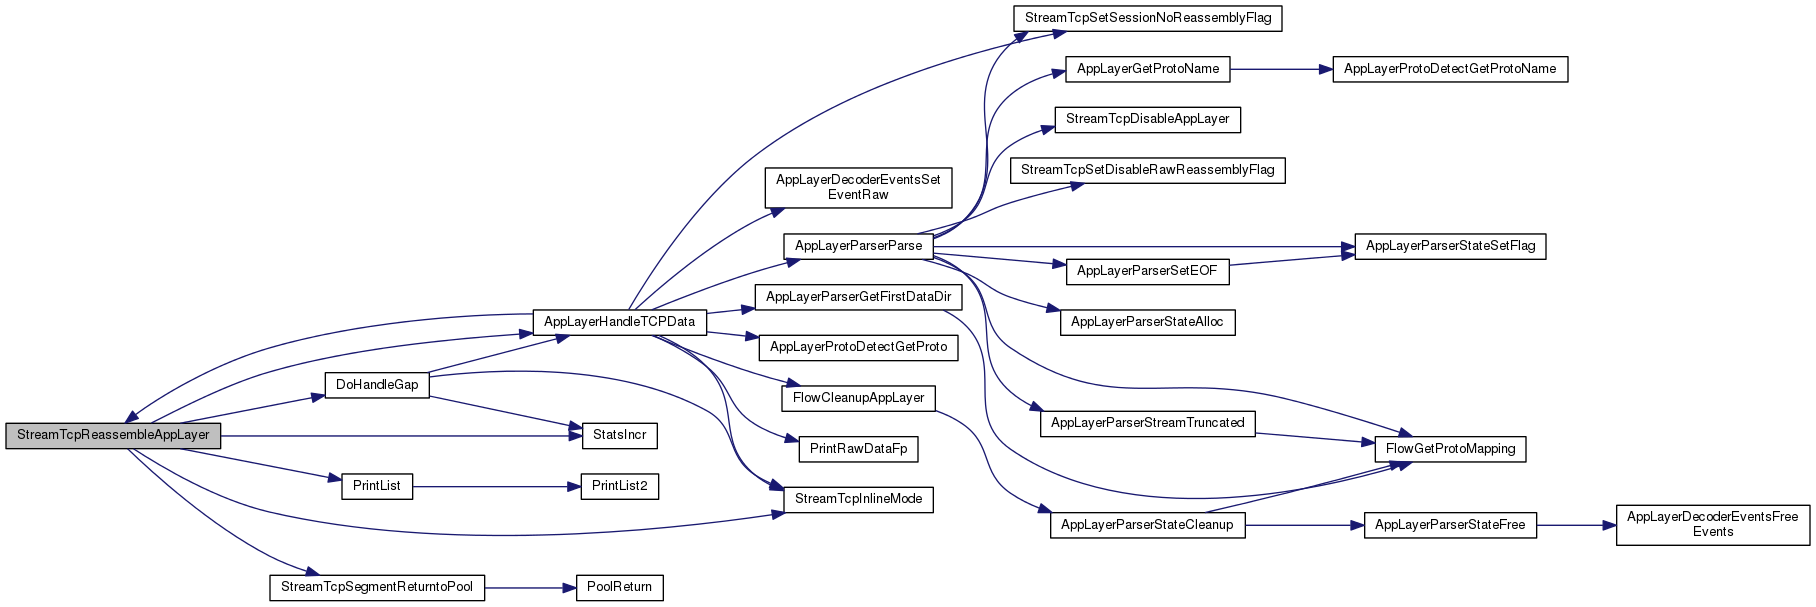 StreamTcpSetSessionNoReassemblyFlag
AppLayerGetProtoName
AppLayerProtoDetectGetProtoName
StreamTcpDisableAppLayer
StreamTcpSetDisableRawReassemblyFlag
AppLayerDecoderEventsSet
EventRaw
AppLayerParserParse
AppLayerParserStateSetFlag
AppLayerParserSetEOF
AppLayerParserGetFirstDataDir
AppLayerHandleTCPData
AppLayerParserStateAlloc
AppLayerProtoDetectGetProto
DoHandleGap
FlowCleanupAppLayer
AppLayerParserStreamTruncated
StreamTcpReassembleAppLayer
StatsIncr
PrintRawDataFp
FlowGetProtoMapping
PrintList
PrintList2
StreamTcpInlineMode
AppLayerParserStateCleanup
AppLayerParserStateFree
AppLayerDecoderEventsFree
Events
StreamTcpSegmentReturntoPool
PoolReturn